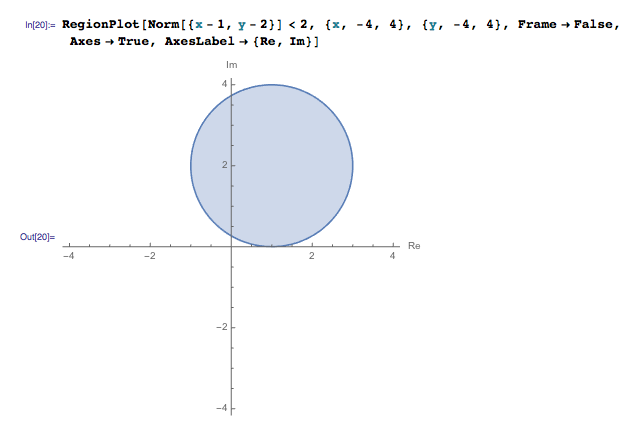 In[20]:= RegionPlot[Norm[{x - 1, y - 2}] < 2, {x, -4, 4}, {y, -4, 4}, Frame → False,
Axes → True, AxesLabel → {Re, Im}]
Im
4
2
Out[20]=
Re
-4
-2
2
4
-2
-4